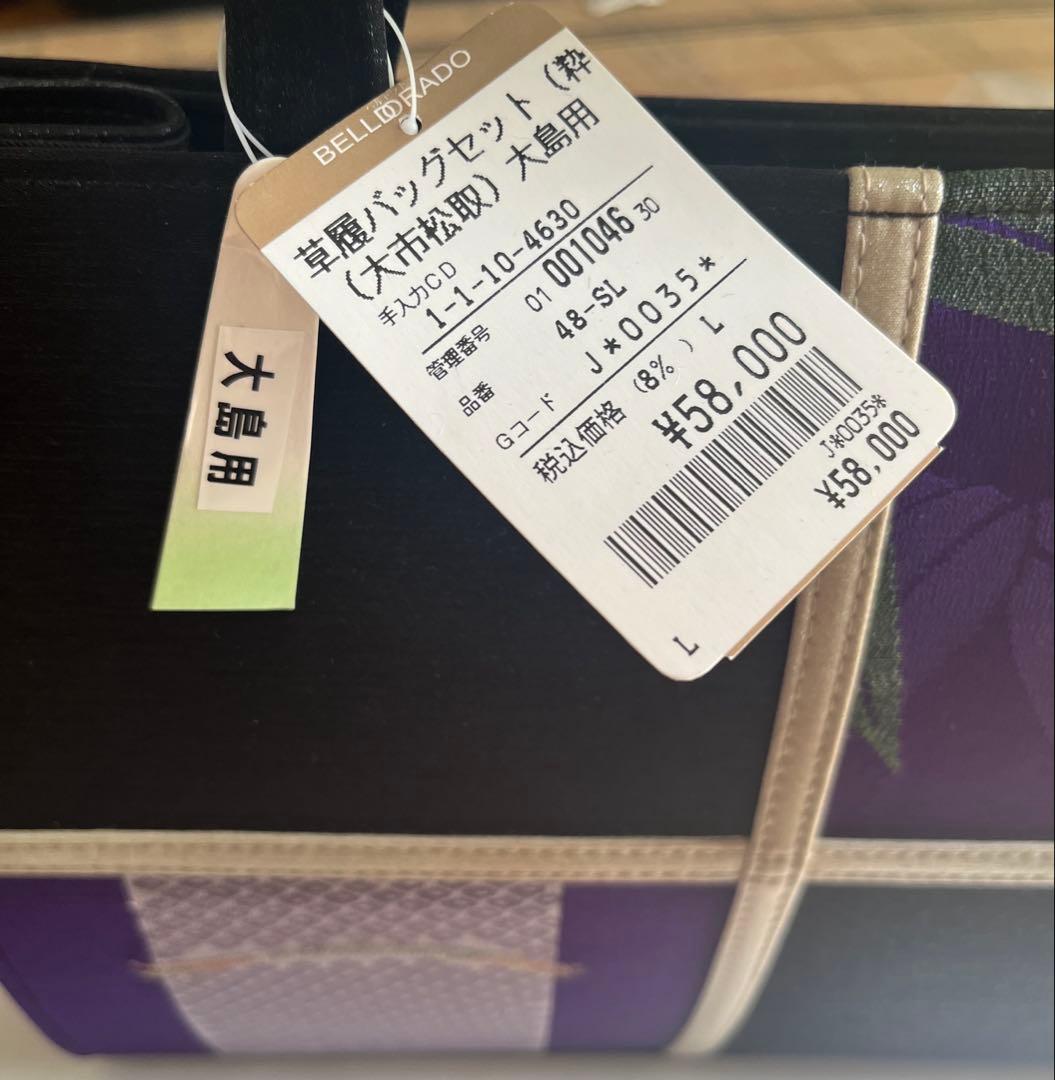 BELLDORADO
草履バッグセット(粋
(大市松取) 大島用
手入力CD
1-1-10-4630
管理番号 01 001046 30
品番 48-SL
Gコード J*0035*
税込価格 (8% ) L
¥58,000
J*0035*
¥58,000
L
大島用